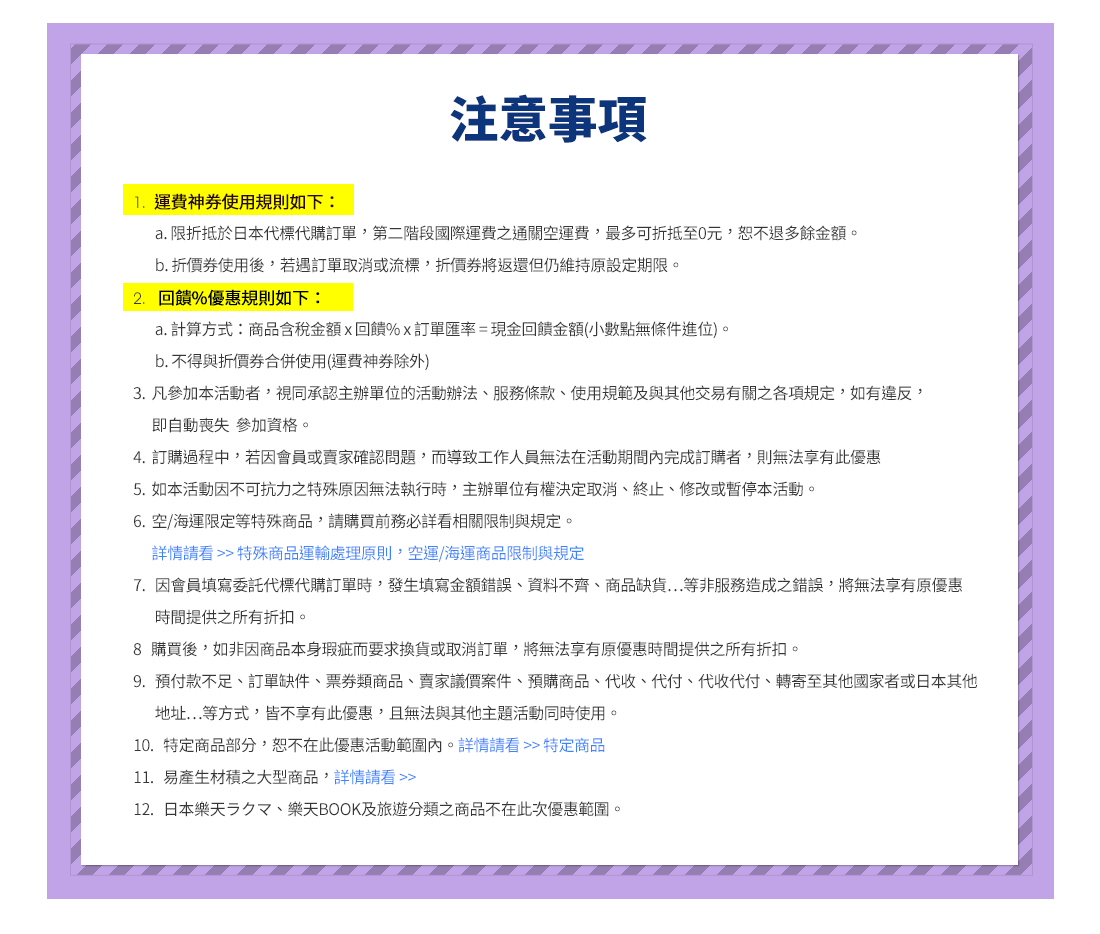 注意事項
1. 運費神券使用規則如下：
a. 限折抵於日本代標代購訂單，第二階段國際運費之通關空運費，最多可折抵至0元，恕不退多餘金額。
b. 折價券使用後，若遇訂單取消或流標，折價券將返還但仍維持原設定期限。
2. 回饋%優惠規則如下：
a. 計算方式：商品含稅金額 x 回饋% x 訂單匯率 = 現金回饋金額(小數點無條件進位)。
b. 不得與折價券合併使用(運費神券除外)
3. 凡參加本活動者，視同承認主辦單位的活動辦法、服務條款、使用規範及與其他交易有關之各項規定，如有違反，
即自動喪失 參加資格。
4. 訂購過程中，若因會員或賣家確認問題，而導致工作人員無法在活動期間內完成訂購者，則無法享有此優惠
5. 如本活動因不可抗力之特殊原因無法執行時，主辦單位有權決定取消、終止、修改或暫停本活動。
6. 空/海運限定等特殊商品，請購買前務必詳看相關限制與規定。
詳情請看 >> 特殊商品運輸處理原則，空運/海運商品限制與規定
7. 因會員填寫委託代標代購訂單時，發生填寫金額錯誤、資料不齊、商品缺貨…等非服務造成之錯誤，將無法享有原優惠
時間提供之所有折扣。
8 購買後，如非因商品本身瑕疵而要求換貨或取消訂單，將無法享有原優惠時間提供之所有折扣。
9. 預付款不足、訂單缺件、票券類商品、賣家議價案件、預購商品、代收、代付、代收代付、轉寄至其他國家者或日本其他
地址…等方式，皆不享有此優惠，且無法與其他主題活動同時使用。
10. 特定商品部分，恕不在此優惠活動範圍內。詳情請看 >> 特定商品
11. 易產生材積之大型商品，詳情請看 >>
12. 日本樂天ラクマ、樂天BOOK及旅遊分類之商品不在此次優惠範圍。